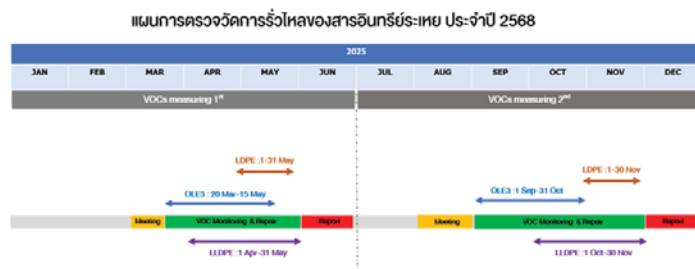 แผนการตรวจวัดการรั่วไหลของสารอินทรีย์ระเหย ประจำปี 2568
2025
JAN FEB MAR APR MAY JUN JUL AUG SEP OCT NOV DEC
VOCs measuring 1st VOCs measuring 2nd
LDPE :1-31 May
LDPE :1-30 Nov
OLE3 : 20 Mar-15 May
OLE3 :1 Sep-31 Oct
Meeting VOC Monitoring & Repair Report Meeting VOC Monitoring & Repair Report
LLDPE :1 Apr-31 May
LLDPE :1 Oct-30 Nov